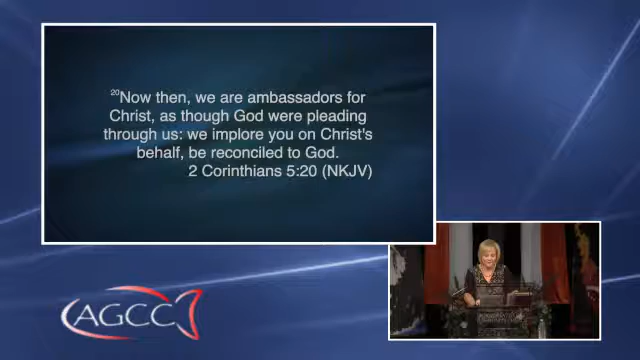 ²⁰Now then, we are ambassadors for
Christ, as though God were pleading
through us: we implore you on Christ's
behalf, be reconciled to God.
2 Corinthians 5:20 (NKJV)
AGCC